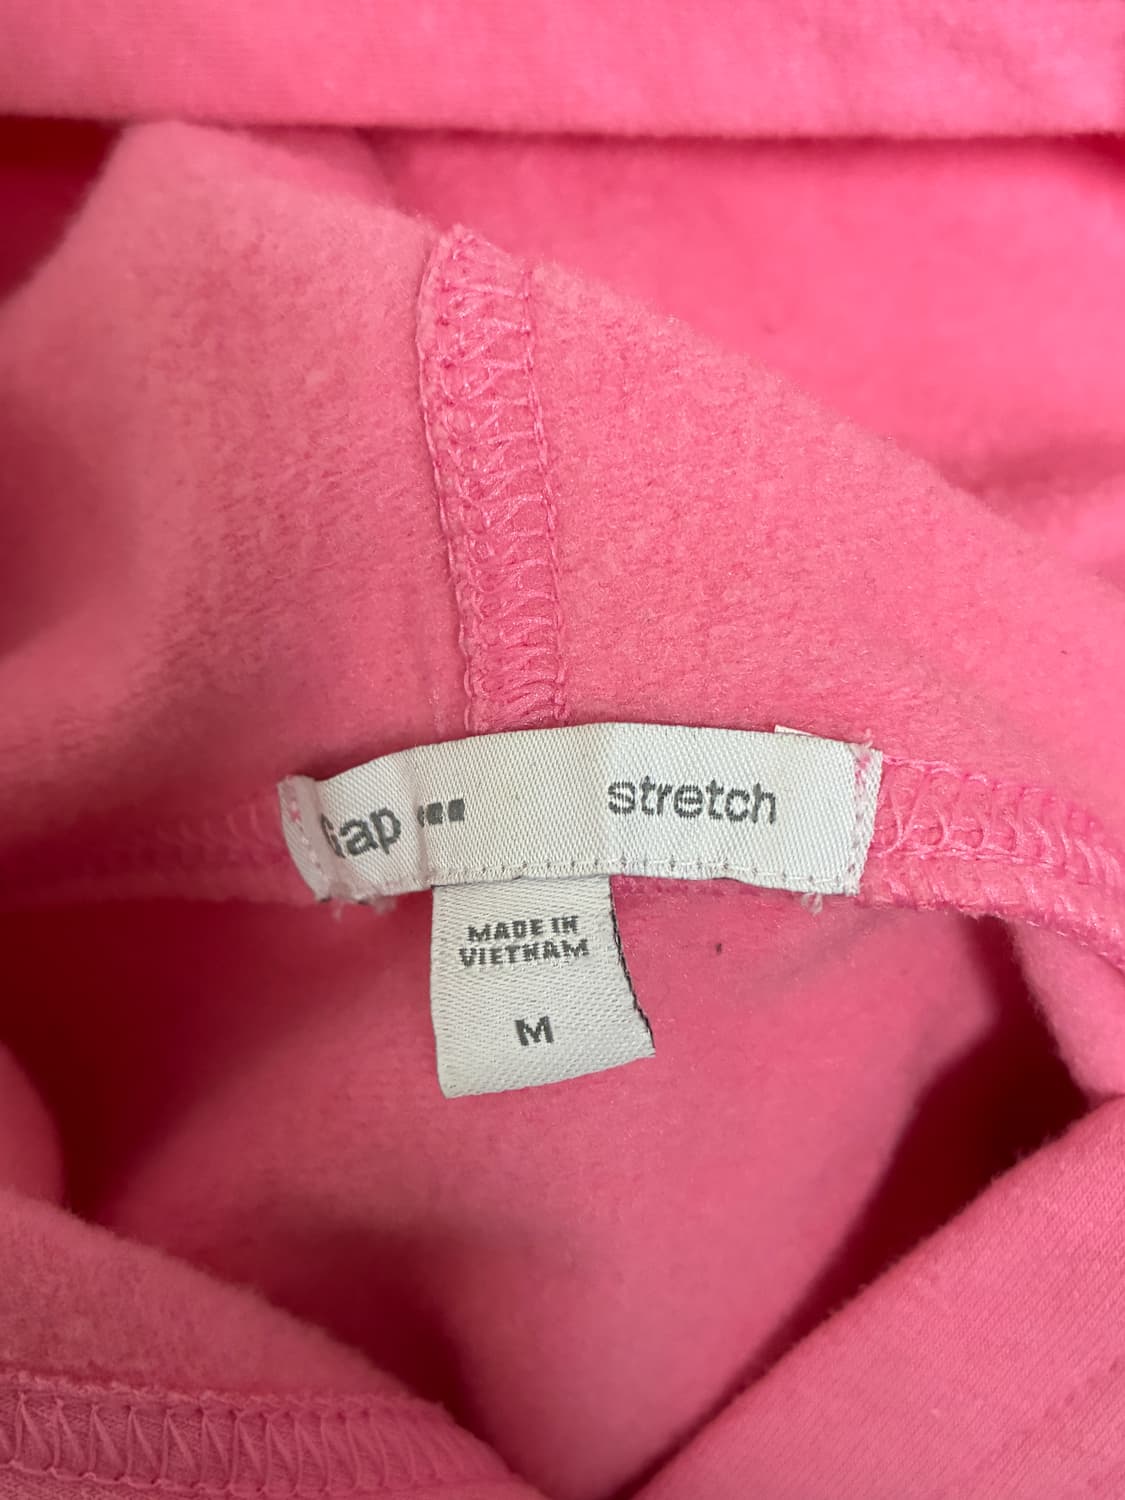 Gap stretch
MADE IN
VIETNAM
M